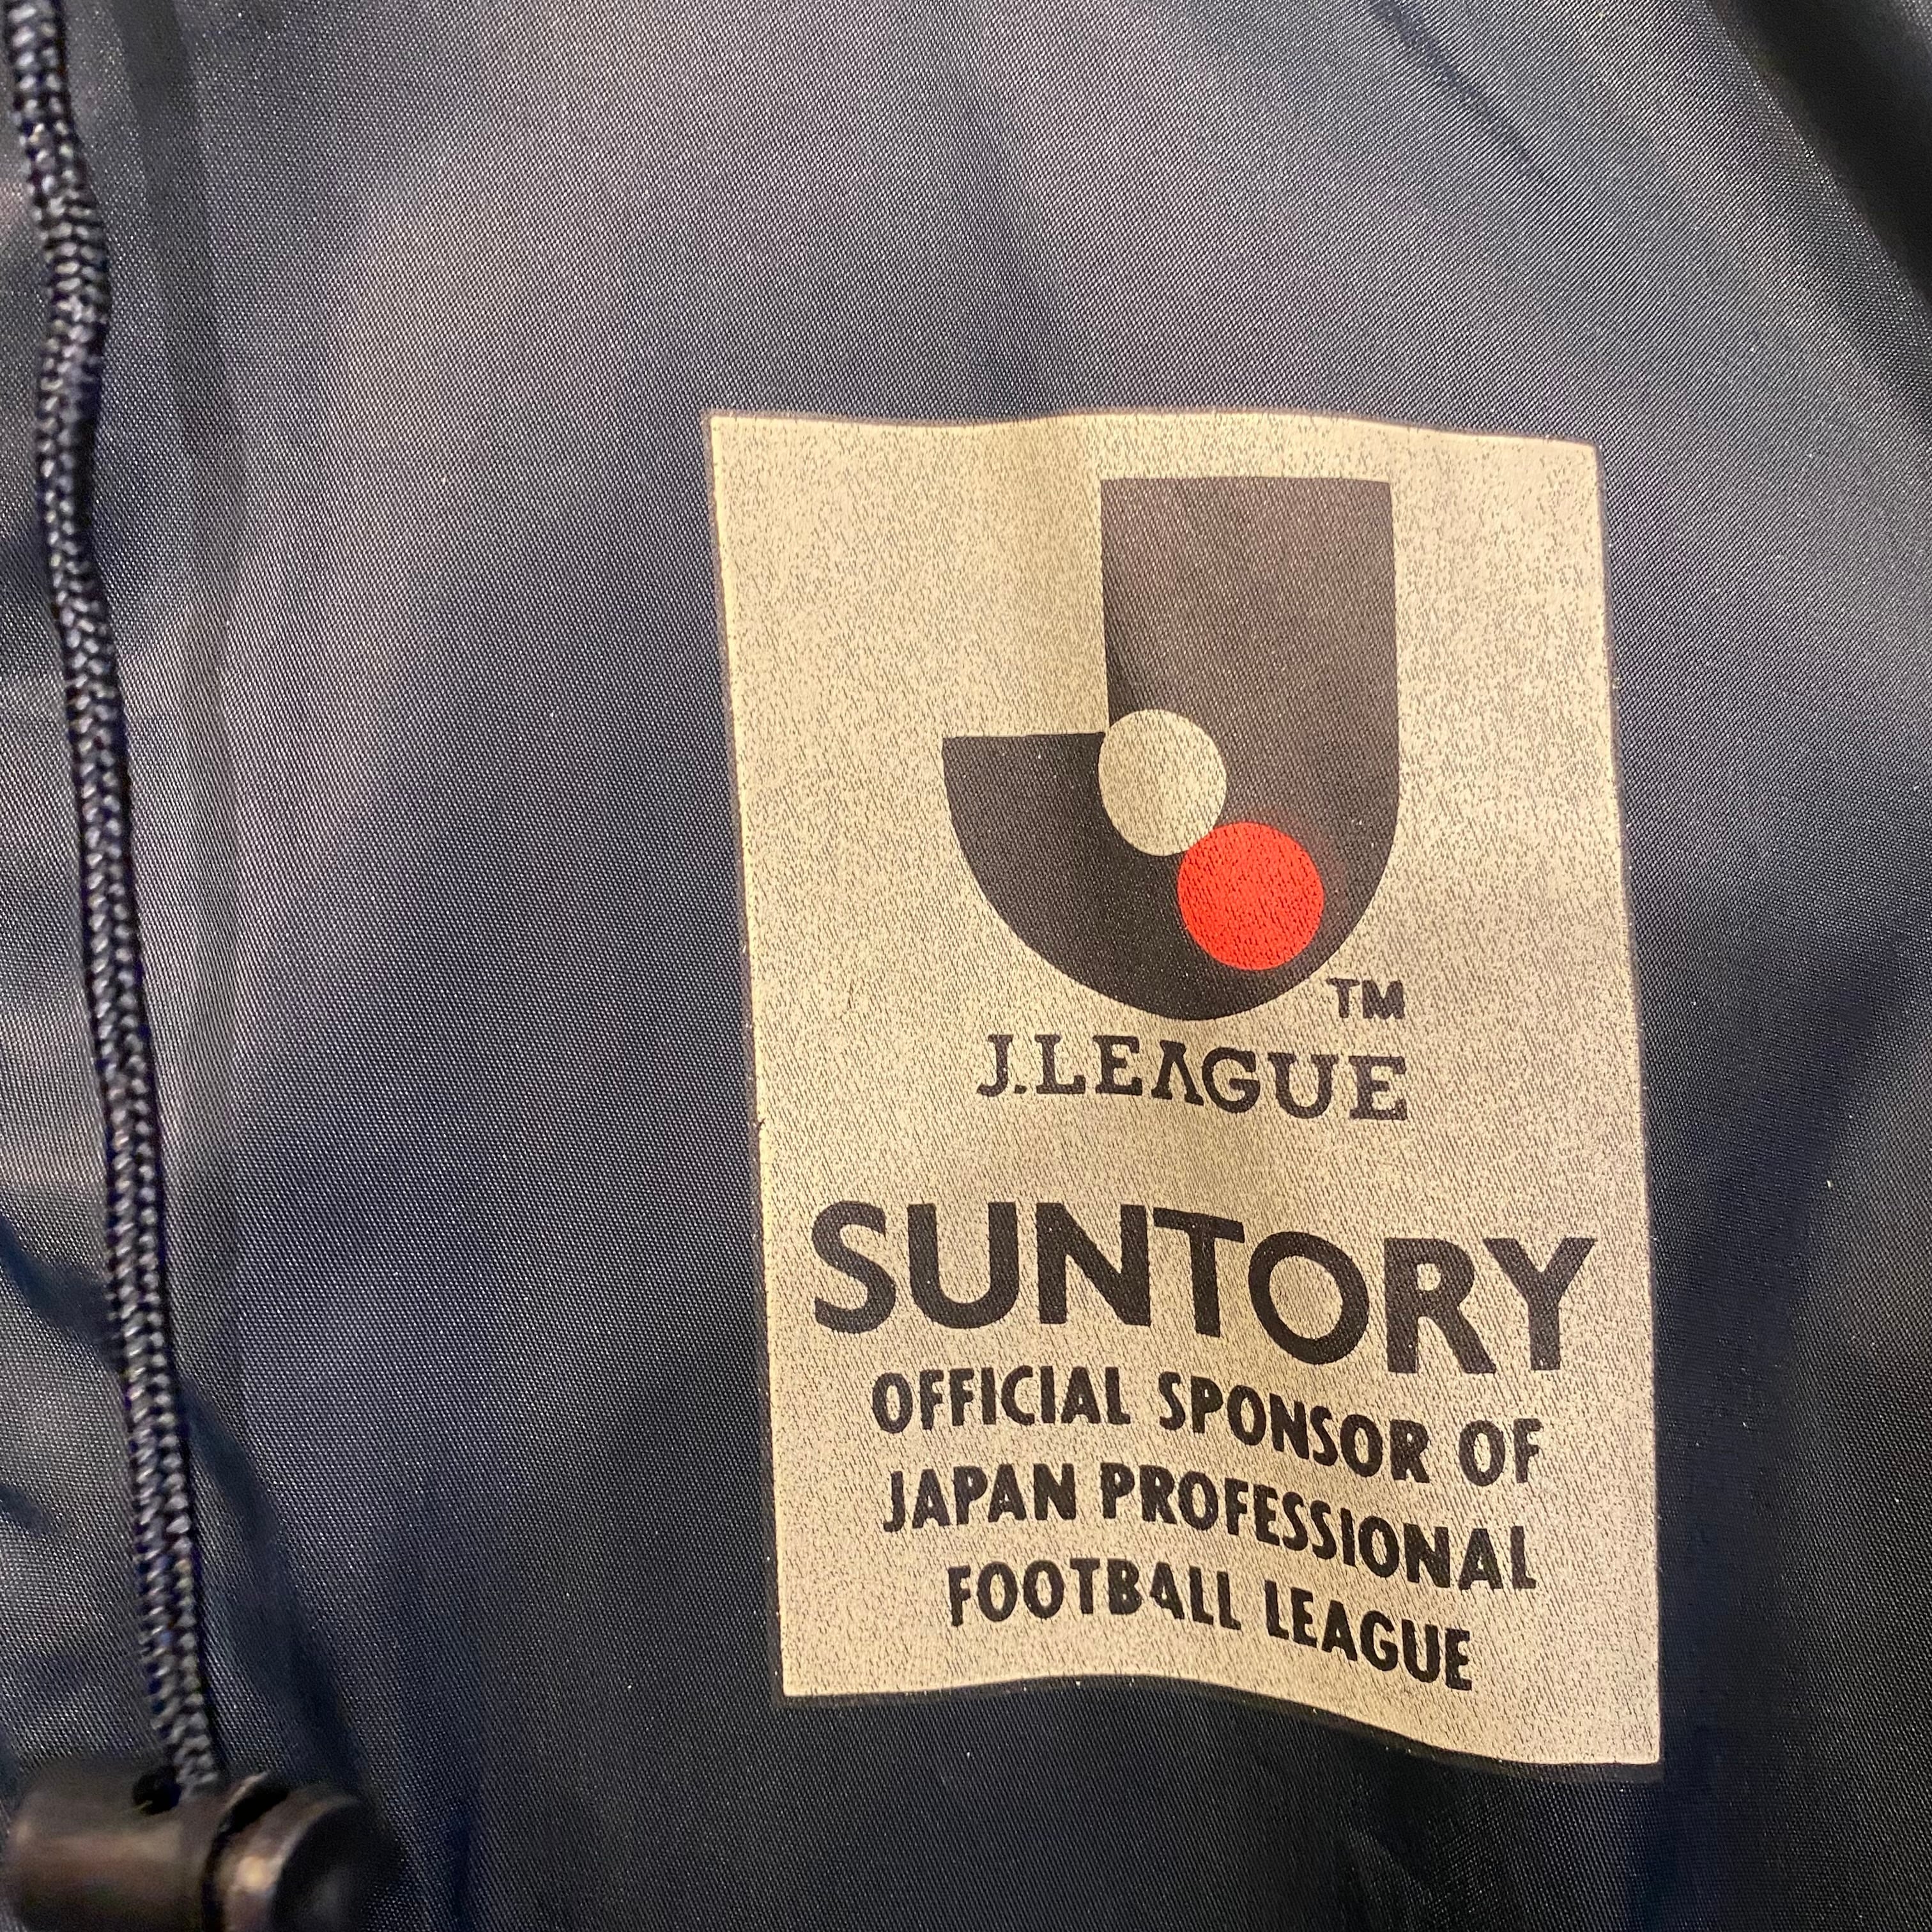 TM
J.LEAGUE
SUNTORY
OFFICIAL SPONSOR OF
JAPAN PROFESSIONAL
FOOTBALL LEAGUE